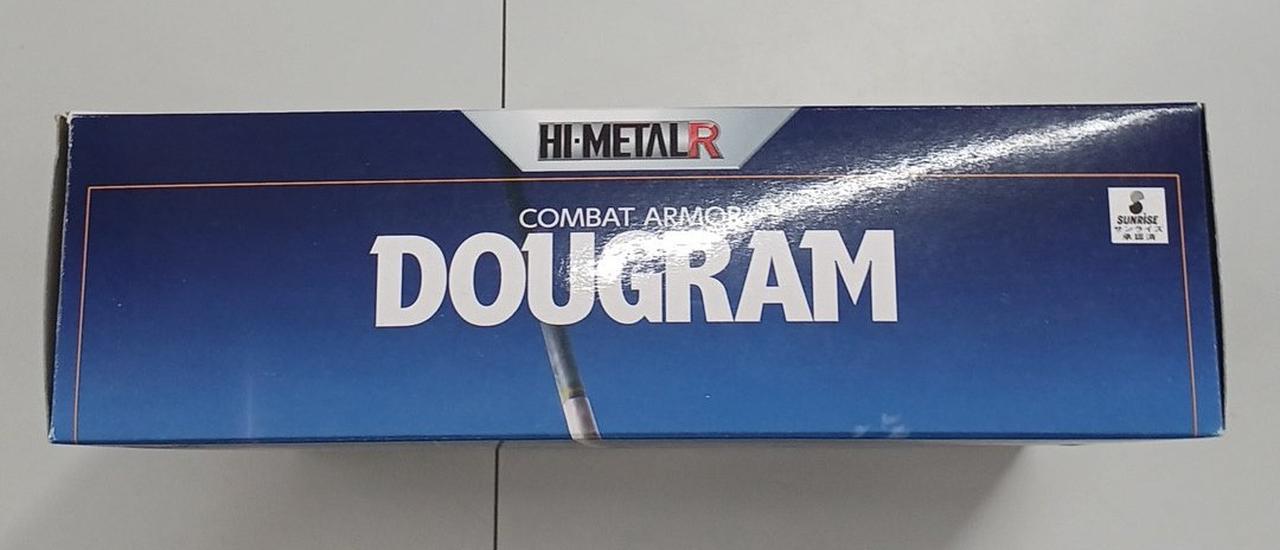 HI-METAL R
COMBAT ARMOR
DOUGRAM
SUNRISE
サンライズ
承認済